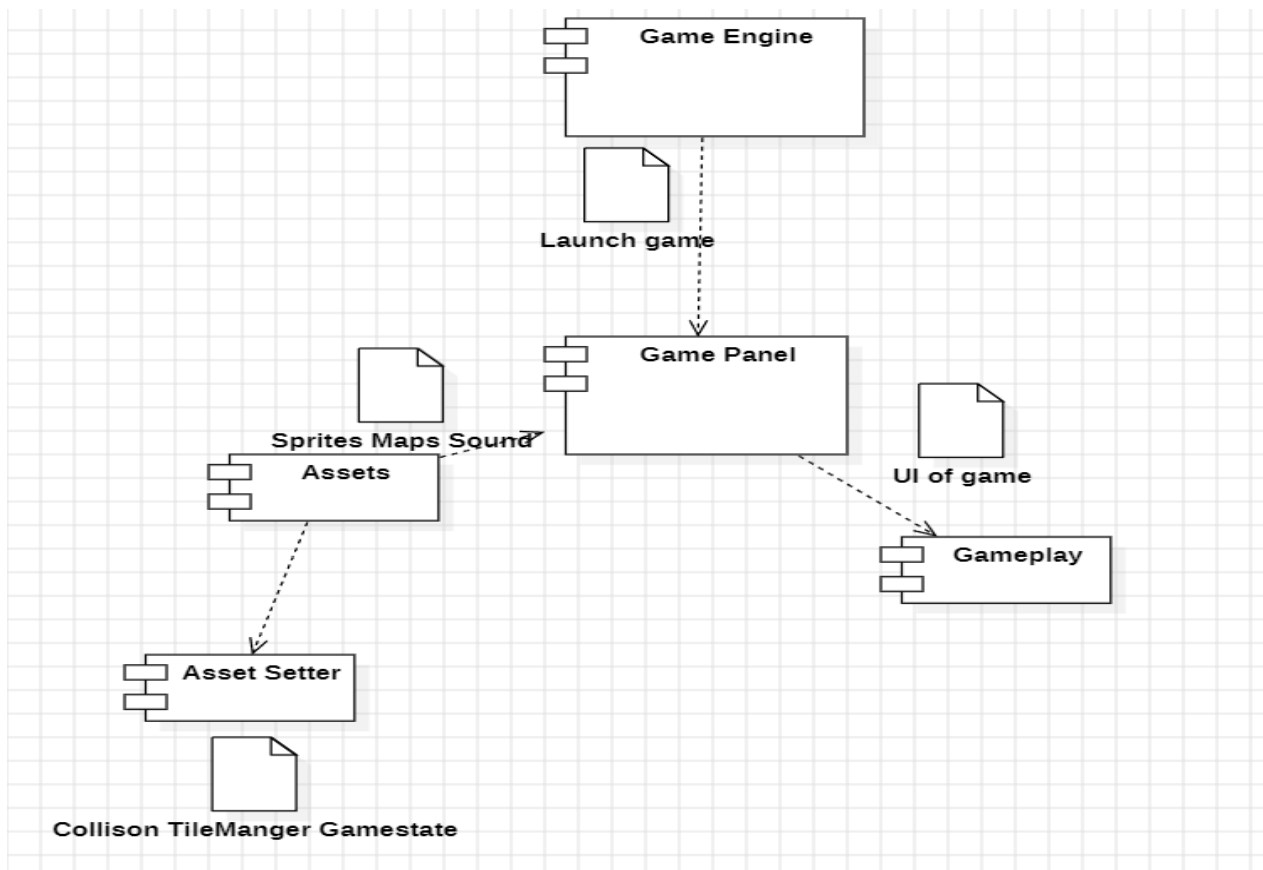 Game Engine
Launch game
Game Panel
Sprites Maps Sound
Assets
UI of game
Gameplay
Asset Setter
Collison TileManger Gamestate